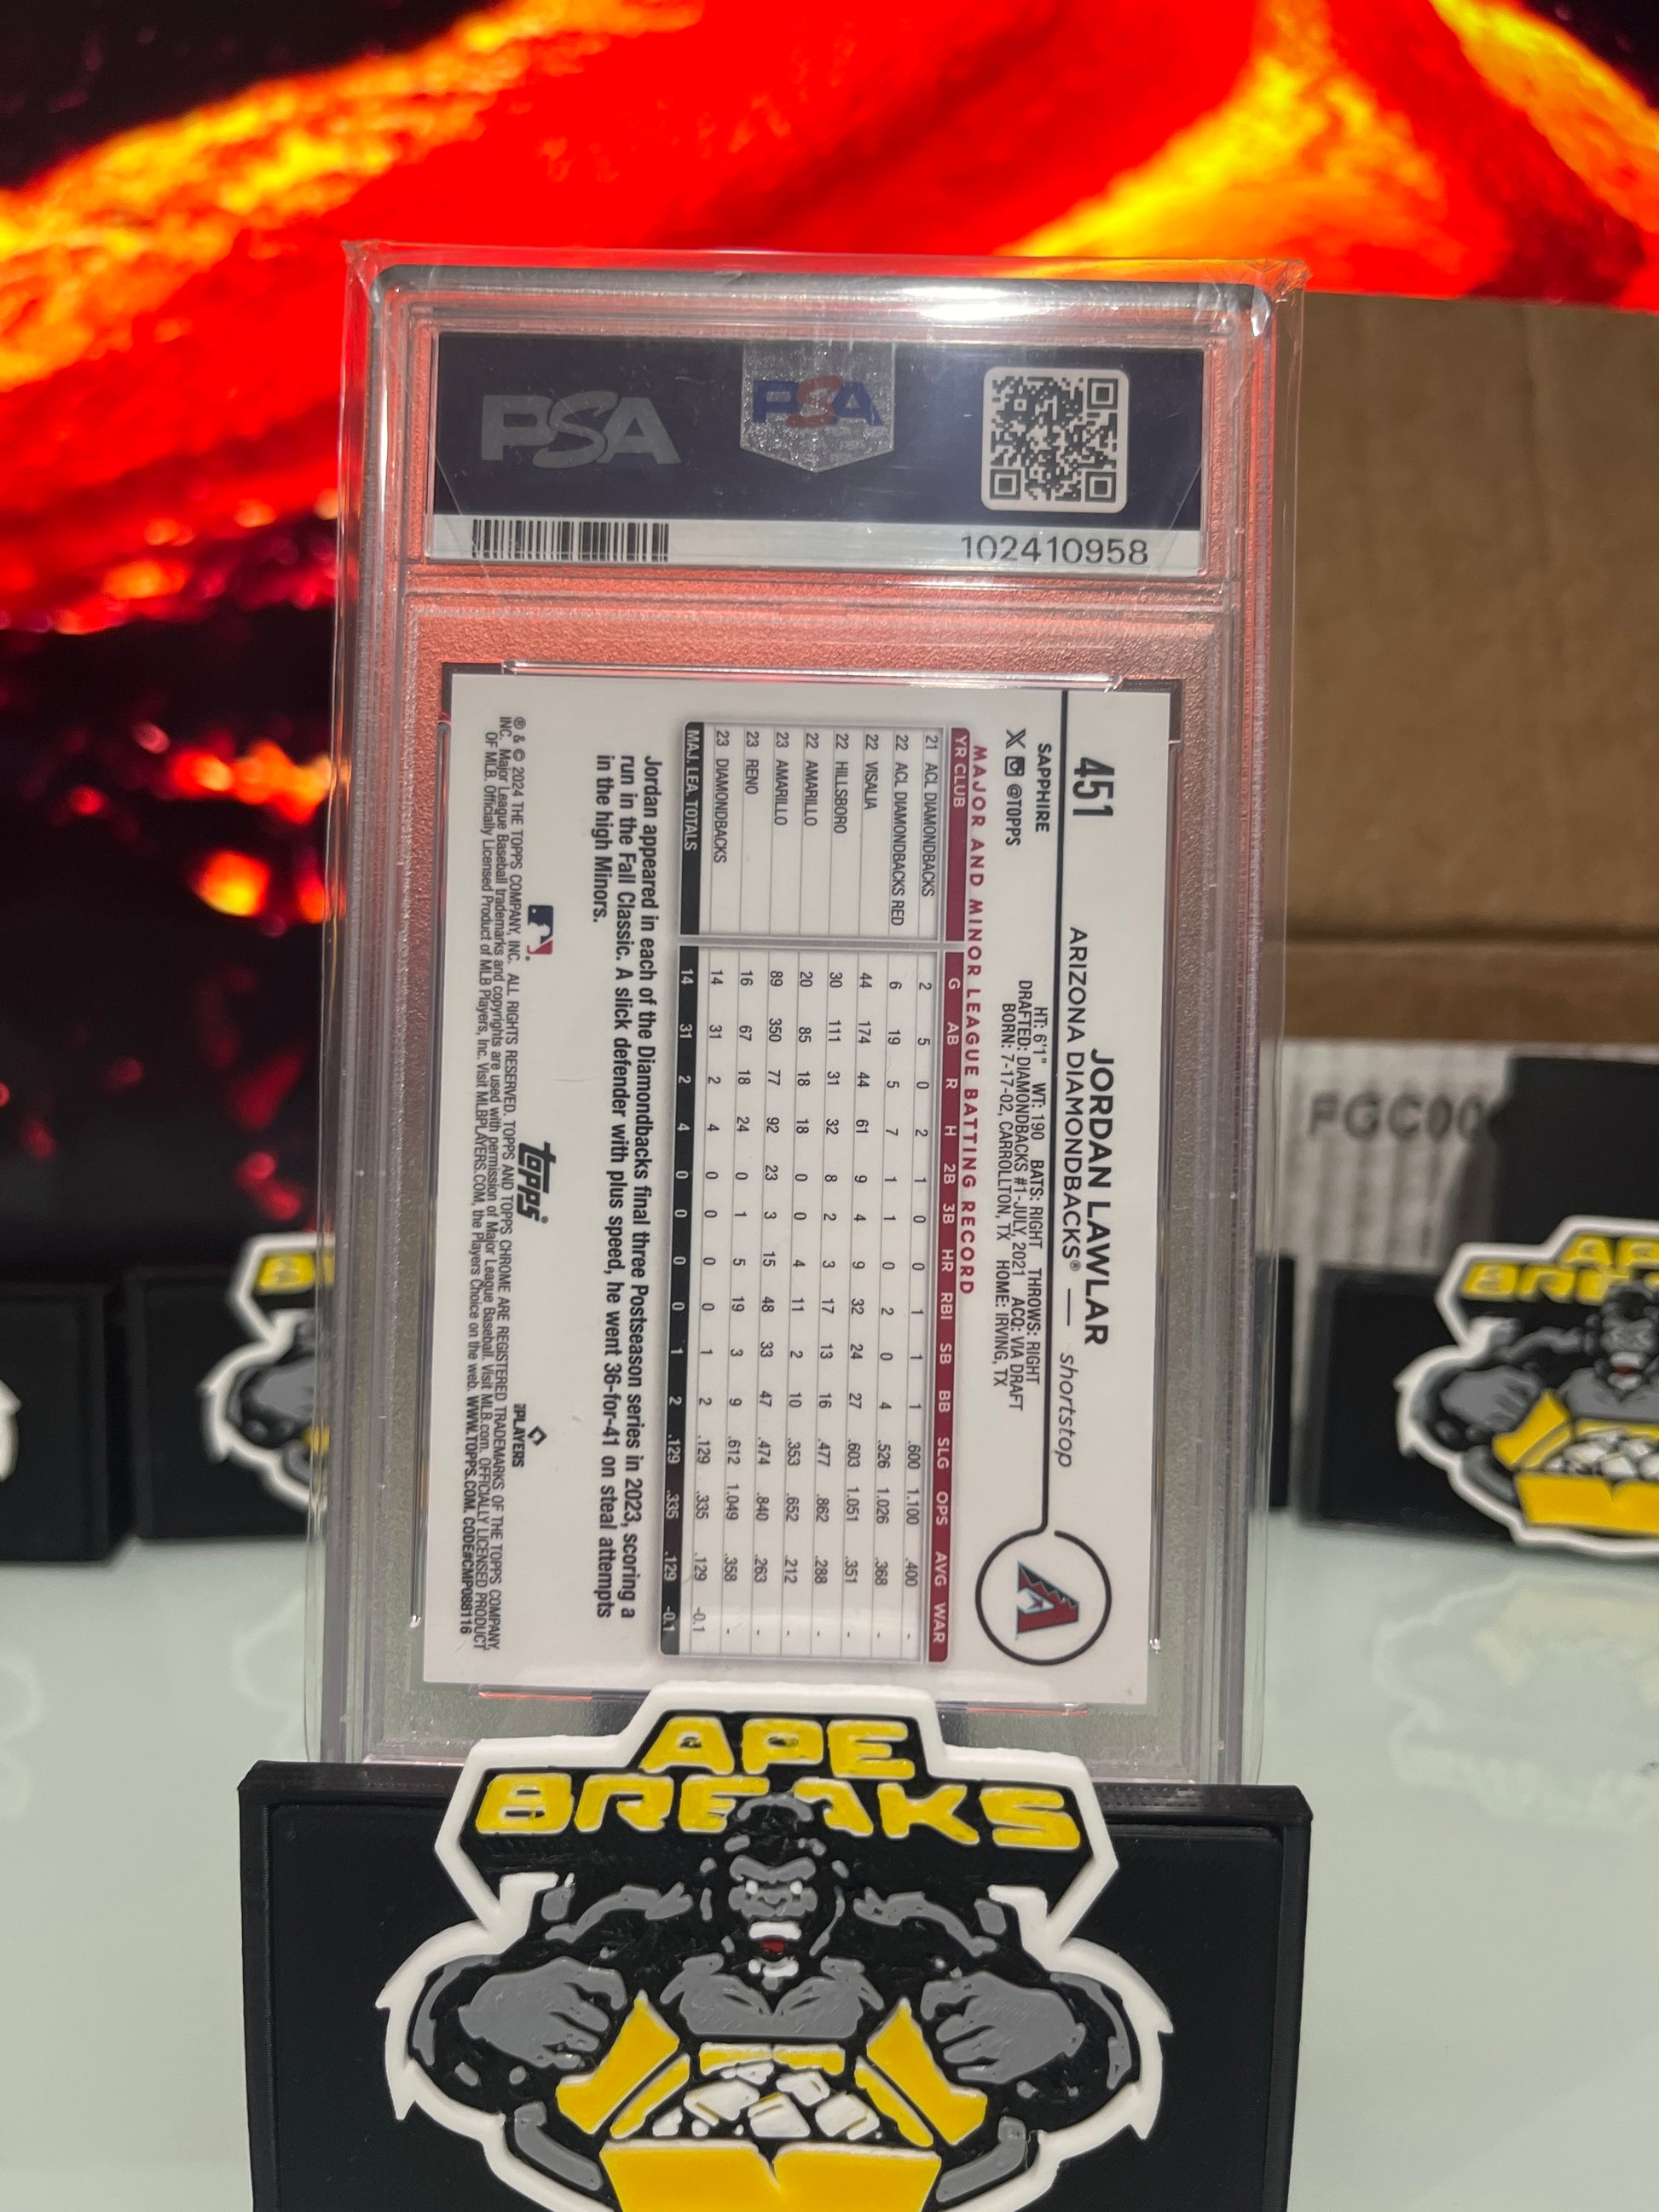 PSA
PSA
102410958
451
JORDAN LAWLAR
ARIZONA DIAMONDBACKS® — shortstop
SAPPHIRE
X @TOPPS
HT: 6'1" WT: 190 BATS: RIGHT THROWS: RIGHT
DRAFTED: DIAMONDBACKS #1-JULY, 2021 ACQ: VIA DRAFT
BORN: 7-17-02, CARROLLTON, TX HOME: IRVING, TX
MAJOR AND MINOR LEAGUE BATTING RECORD
YR CLUB G AB R H 2B 3B HR RBI SB BB SLG OPS AVG WAR
21 ACL DIAMONDBACKS 2 5 0 2 1 0 0 1 1 1 .600 1.100 .400 -
22 ACL DIAMONDBACKS RED 6 19 5 7 1 1 0 2 0 4 .526 1.026 .368 -
22 VISALIA 44 174 44 61 9 4 9 32 24 27 .603 1.051 .351 -
22 HILLSBORO 30 111 31 32 8 2 3 17 13 16 .477 .862 .288 -
22 AMARILLO 20 85 18 18 0 0 4 11 2 10 .353 .652 .212 -
23 AMARILLO 89 350 77 92 23 3 15 48 33 47 .474 .840 .263 -
23 RENO 16 67 18 24 0 1 5 19 3 9 .612 1.049 .358 -
23 DIAMONDBACKS 14 31 2 4 0 0 0 0 1 2 .129 .335 .129 -0.1
MAJ. LEA. TOTALS 14 31 2 4 0 0 0 0 1 2 .129 .335 .129 -0.1
Jordan appeared in each of the Diamondbacks final three Postseason series in 2023, scoring a
run in the Fall Classic. A slick defender with plus speed, he went 36-for-41 on steal attempts
in the high Minors.
topps®
PLAYERS
® & © 2024 THE TOPPS COMPANY, INC. ALL RIGHTS RESERVED. TOPPS AND TOPPS CHROME ARE REGISTERED TRADEMARKS OF THE TOPPS COMPANY,
INC. Major League Baseball trademarks and copyrights are used with permission of Major League Baseball. Visit MLB.com. OFFICIALLY LICENSED PRODUCT
OF MLB. Officially Licensed Product of MLB Players, Inc. Visit MLBPLAYERS.COM, the Players Choice on the web. WWW.TOPPS.COM. CODE#CMP088116
APE
BREAKS